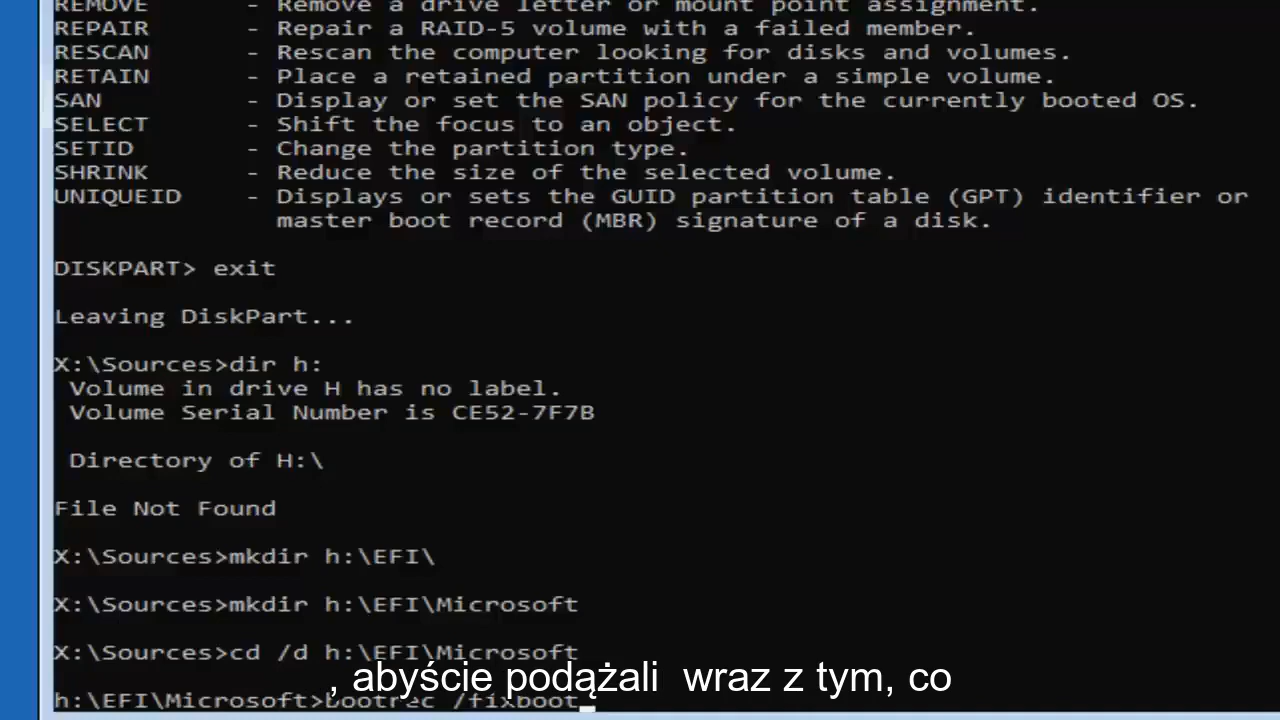 REMOVE - Remove a drive letter or mount point assignment.
REPAIR - Repair a RAID-5 volume with a failed member.
RESCAN - Rescan the computer looking for disks and volumes.
RETAIN - Place a retained partition under a simple volume.
SAN - Display or set the SAN policy for the currently booted OS.
SELECT - Shift the focus to an object.
SETID - Change the partition type.
SHRINK - Reduce the size of the selected volume.
UNIQUEID - Displays or sets the GUID partition table (GPT) identifier or
master boot record (MBR) signature of a disk.
DISKPART> exit
Leaving DiskPart...
X:\Sources>dir h:
Volume in drive H has no label.
Volume Serial Number is CE52-7F7B
Directory of H:\
File Not Found
X:\Sources>mkdir h:\EFI\
X:\Sources>mkdir h:\EFI\Microsoft
X:\Sources>cd /d h:\EFI\Microsoft
, abyście podążali wraz z tym, co
h:\EFI\Microsoft>bootrec /fixboot